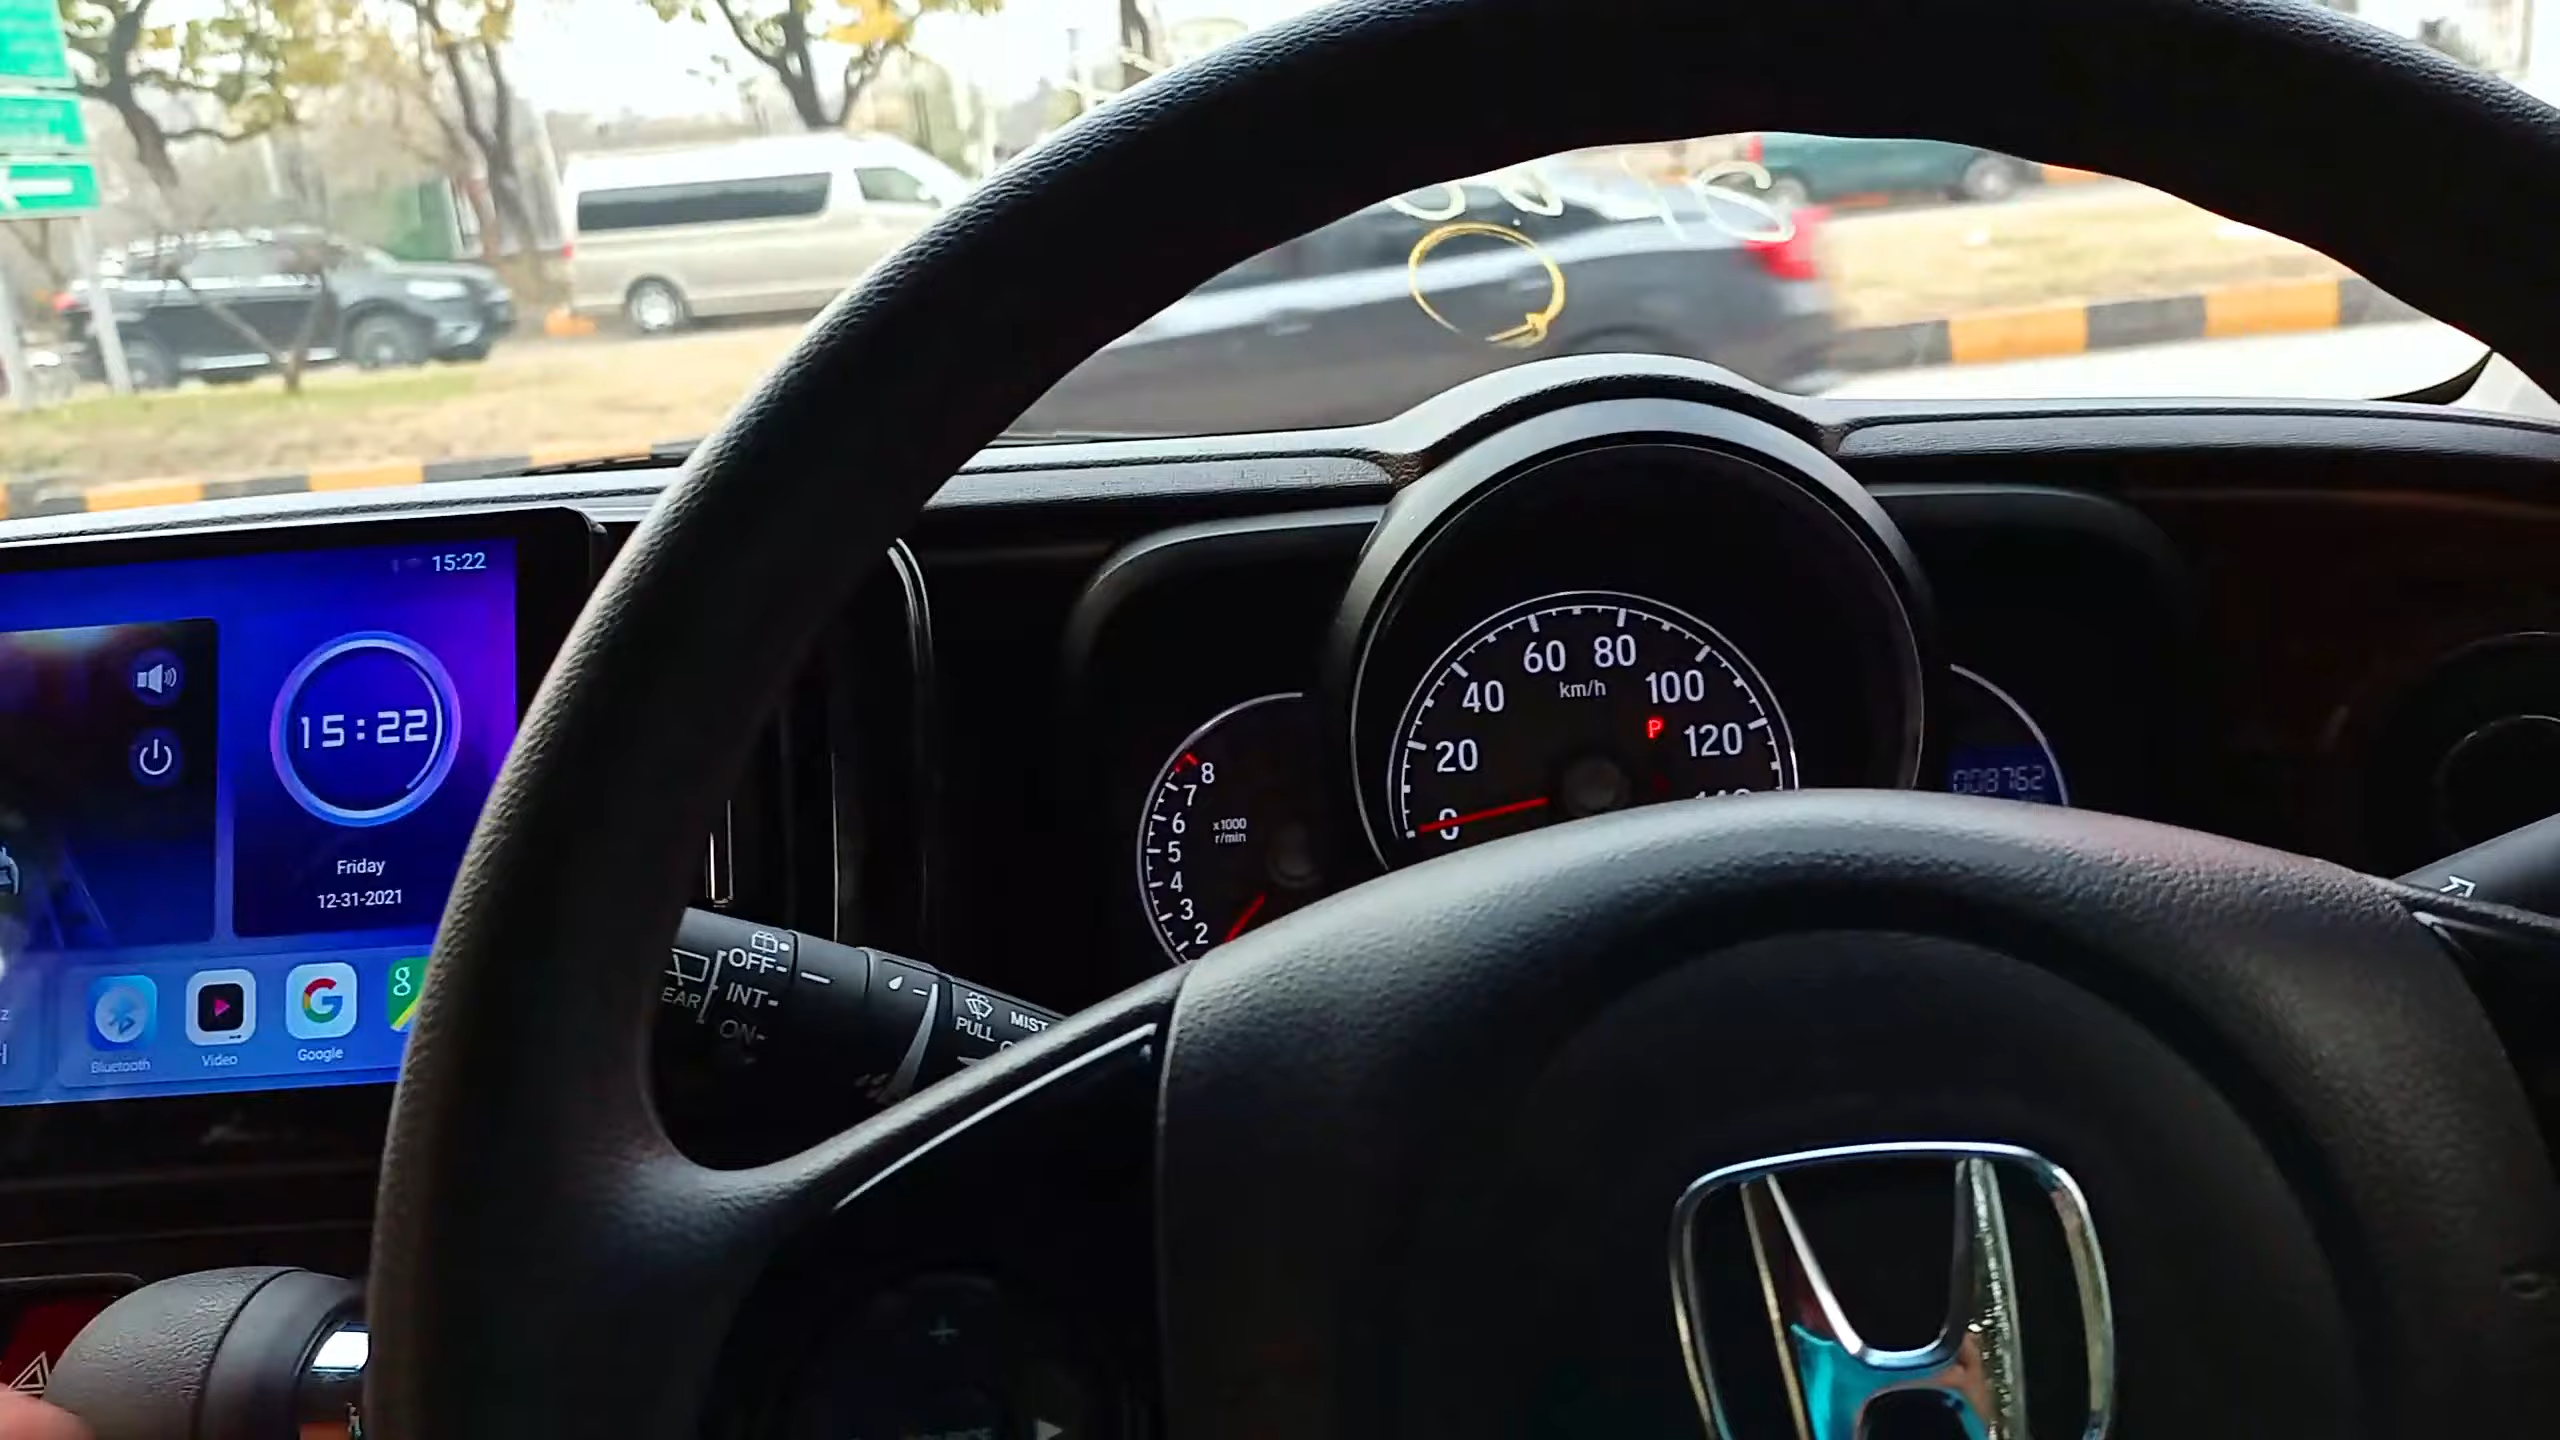 15:22
15:22
Friday
12-31-2021
Bluetooth
Video
Google
OFF
INT
ON
PULL
MIST
8
7
6
5
4
3
2
x1000
r/min
0
20
40
60
80
100
120
km/h
P
008762